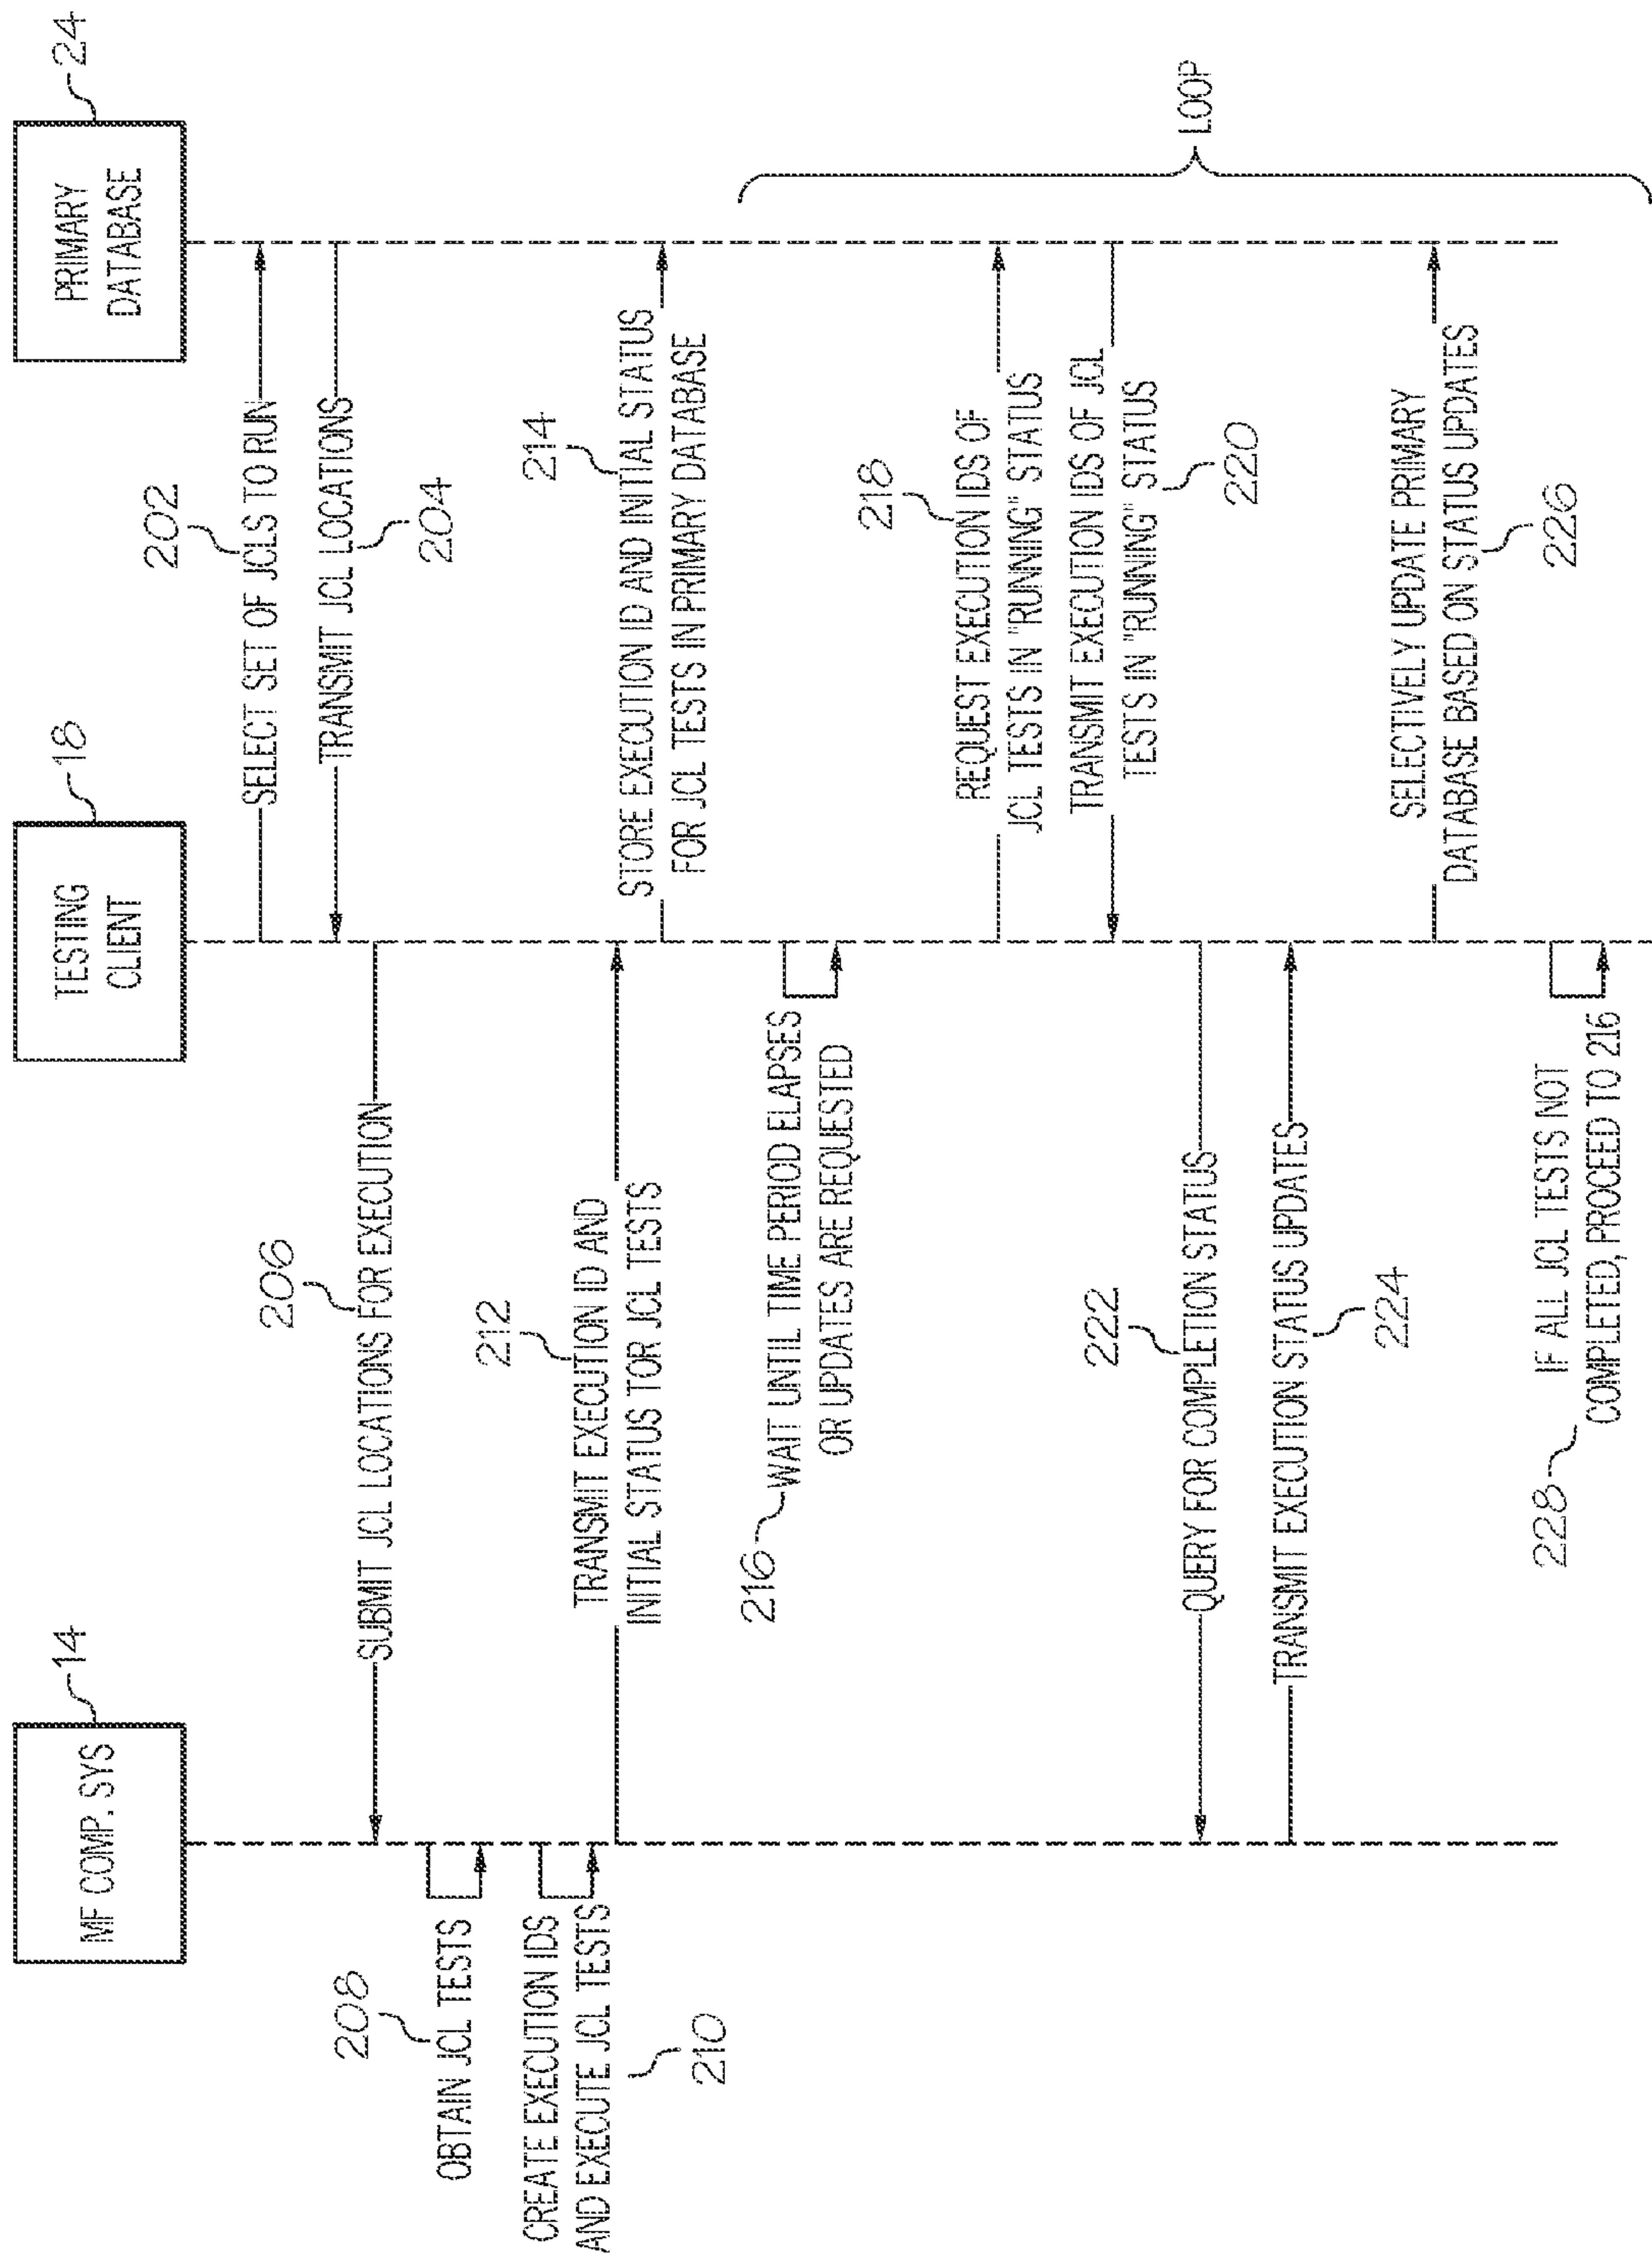 MF COMP. SYS
14
TESTING
CLIENT
18
PRIMARY
DATABASE
24
202
SELECT SET OF JCLS TO RUN
TRANSMIT JCL LOCATIONS
204
206
SUBMIT JCL LOCATIONS FOR EXECUTION
208
OBTAIN JCL TESTS
CREATE EXECUTION IDS
AND EXECUTE JCL TESTS
210
212
TRANSMIT EXECUTION ID AND
INITIAL STATUS TOR JCL TESTS
214
STORE EXECUTION ID AND INITIAL STATUS
FOR JCL TESTS IN PRIMARY DATABASE
216
WAIT UNTIL TIME PERIOD ELAPSES
OR UPDATES ARE REQUESTED
218
REQUEST EXECUTION IDS OF
JCL TESTS IN "RUNNING" STATUS
TRANSMIT EXECUTION IDS OF JCL
TESTS IN "RUNNING" STATUS
220
222
QUERY FOR COMPLETION STATUS
TRANSMIT EXECUTION STATUS UPDATES
224
SELECTIVELY UPDATE PRIMARY
DATABASE BASED ON STATUS UPDATES
226
IF ALL JCL TESTS NOT
COMPLETED, PROCEED TO 216
228
LOOP